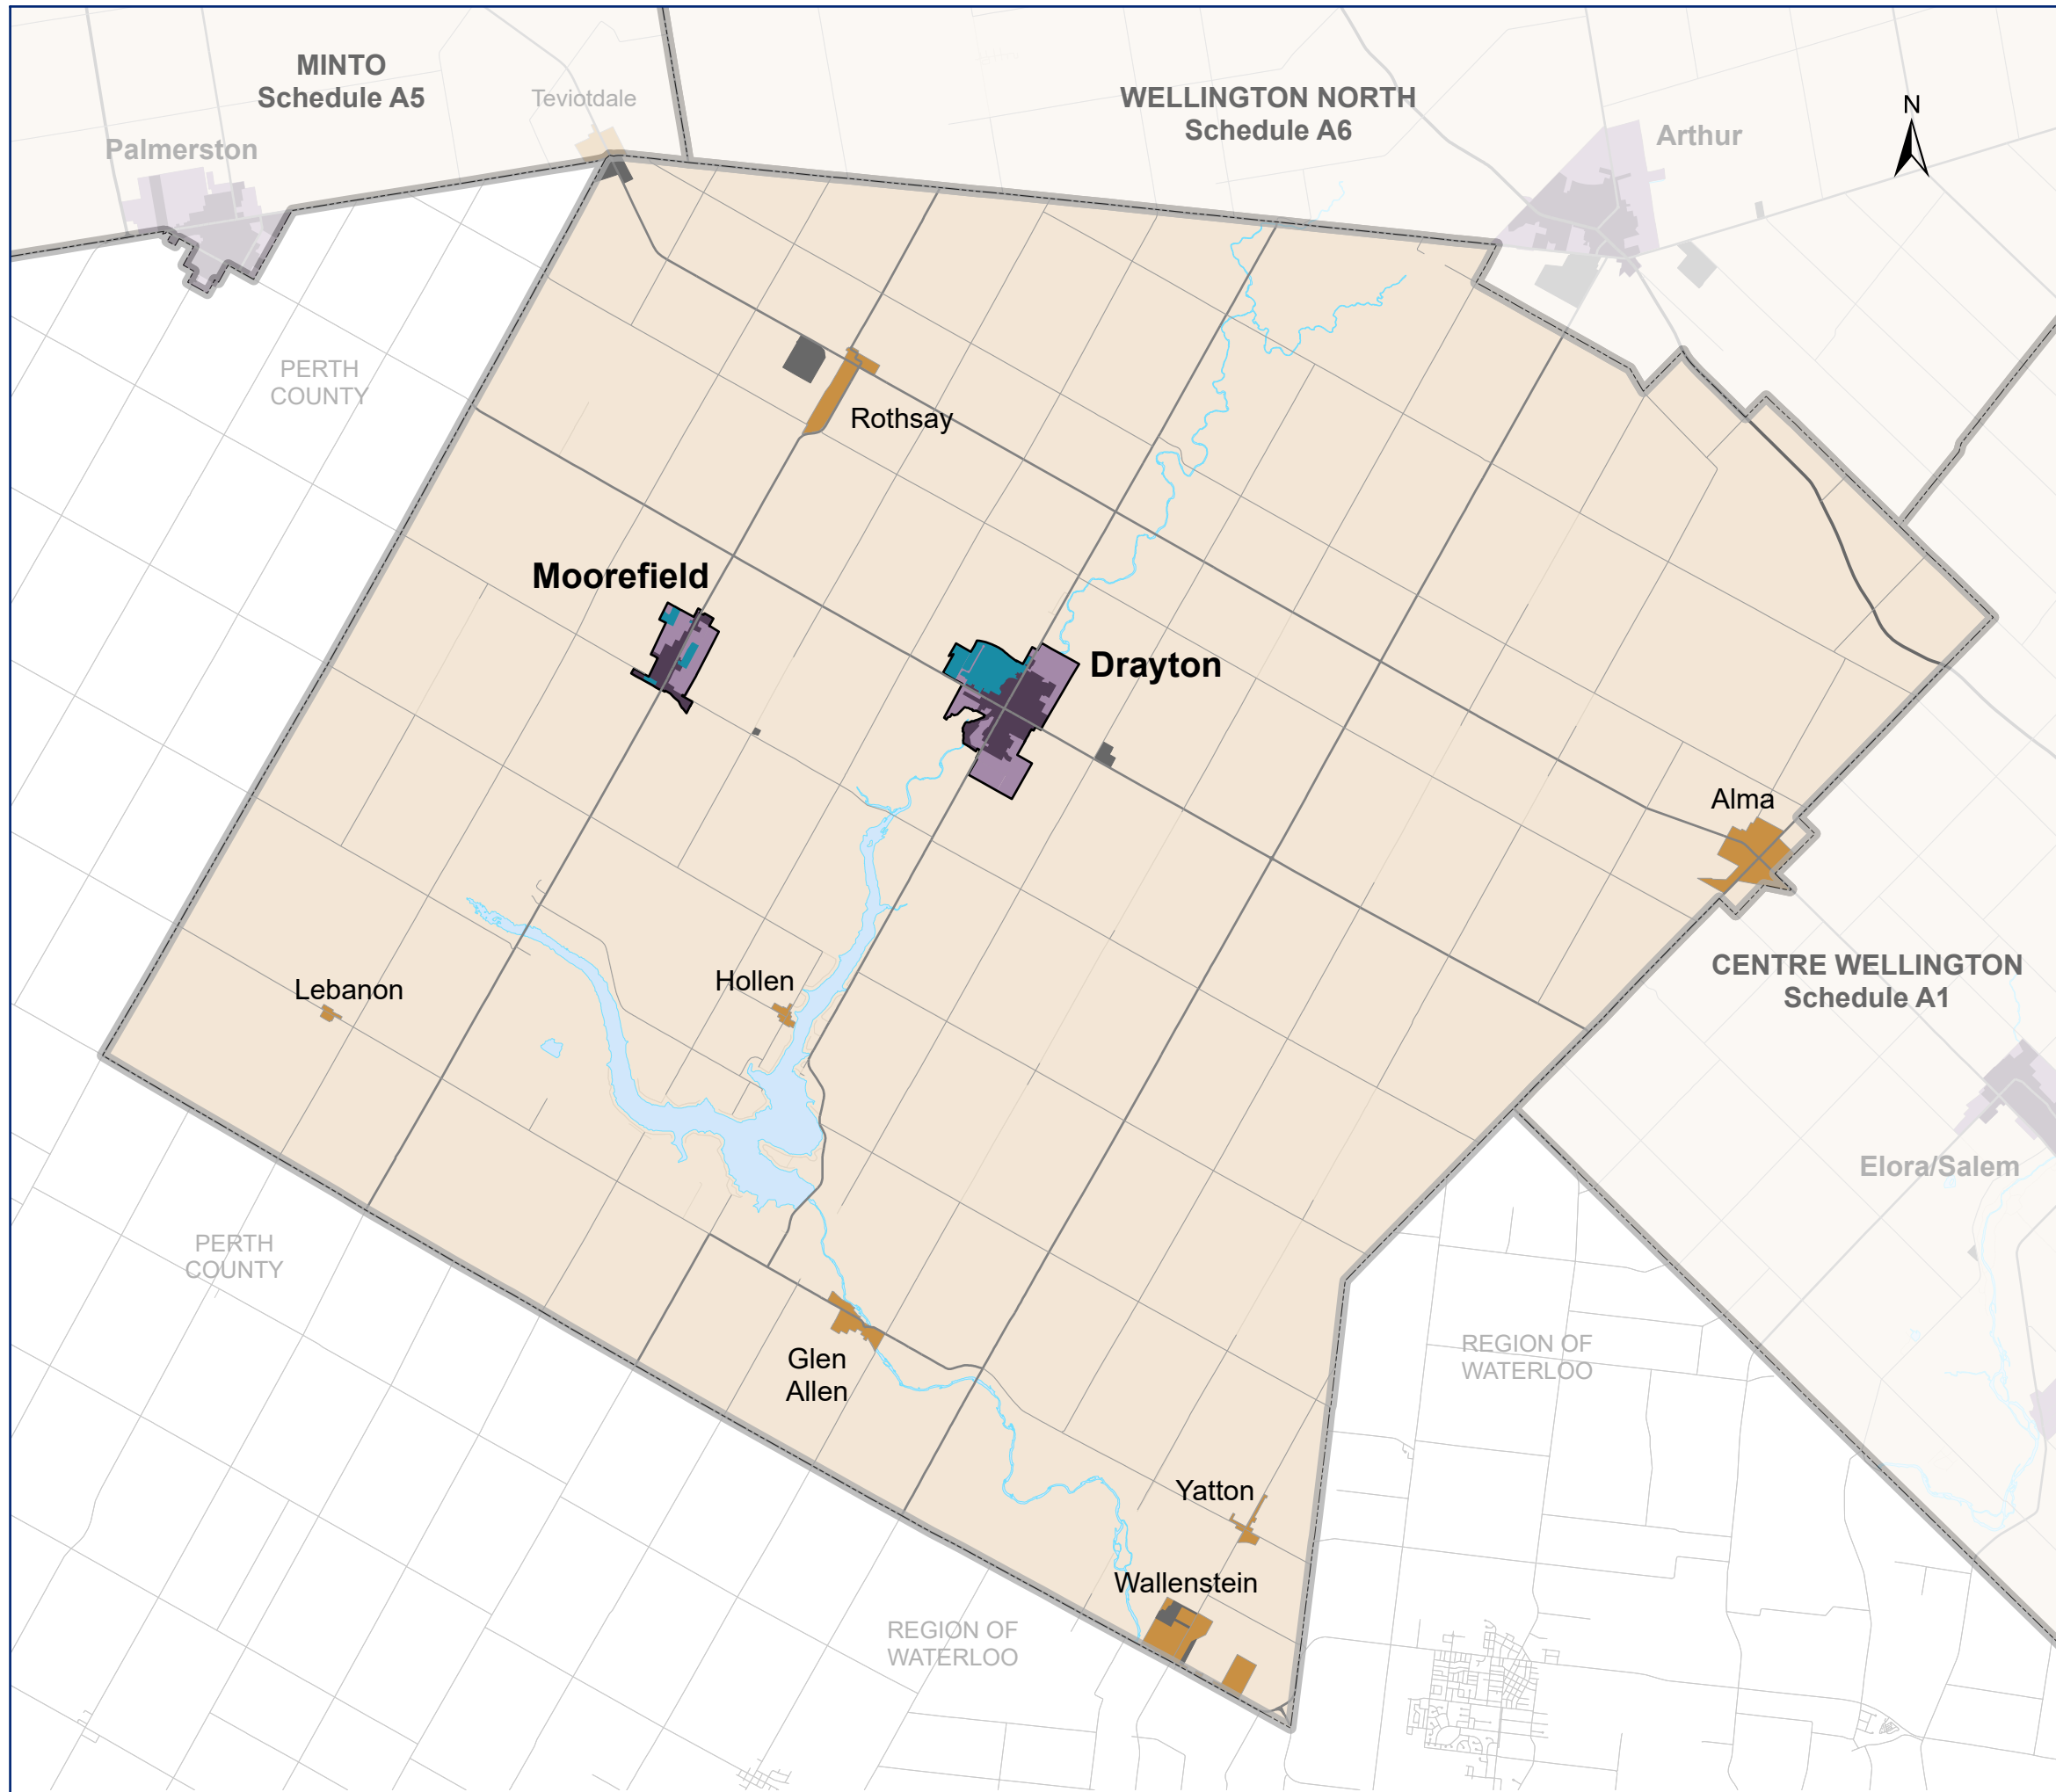 MINTO
Schedule A5
Teviotdale
WELLINGTON NORTH
Schedule A6
N
Arthur
Palmerston
PERTH
COUNTY
Rothsay
Moorefield
Drayton
Alma
CENTRE WELLINGTON
Schedule A1
Hollen
Lebanon
Elora/Salem
PERTH
COUNTY
Glen
Allen
REGION OF
WATERLOO
Yatton
Wallenstein
REGION OF
WATERLOO